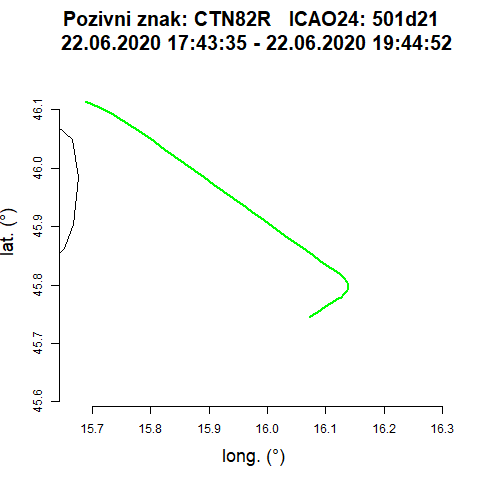 Pozivni znak: CTN82R   ICAO24: 501d21
22.06.2020 17:43:35 - 22.06.2020 19:44:52
lat. (°)
46.1
46.0
45.9
45.8
45.7
45.6
15.7 15.8 15.9 16.0 16.1 16.2 16.3
long. (°)